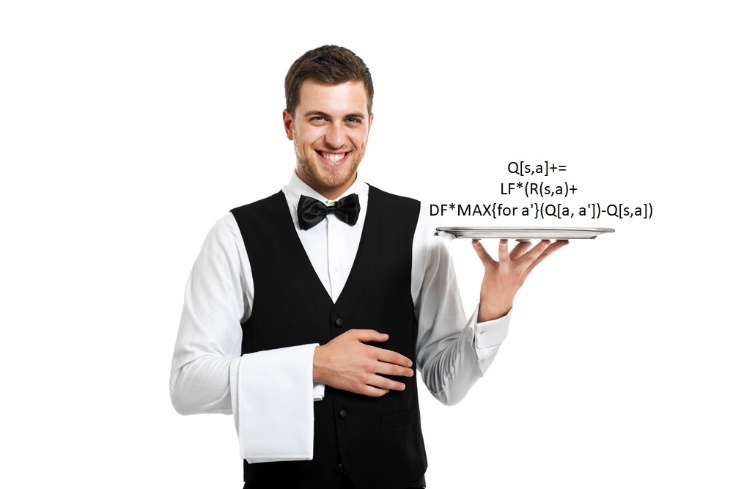 Q[s,a]+=
LF*(R(s,a)+
DF*MAX{for a'}(Q[a, a'])-Q[s,a])